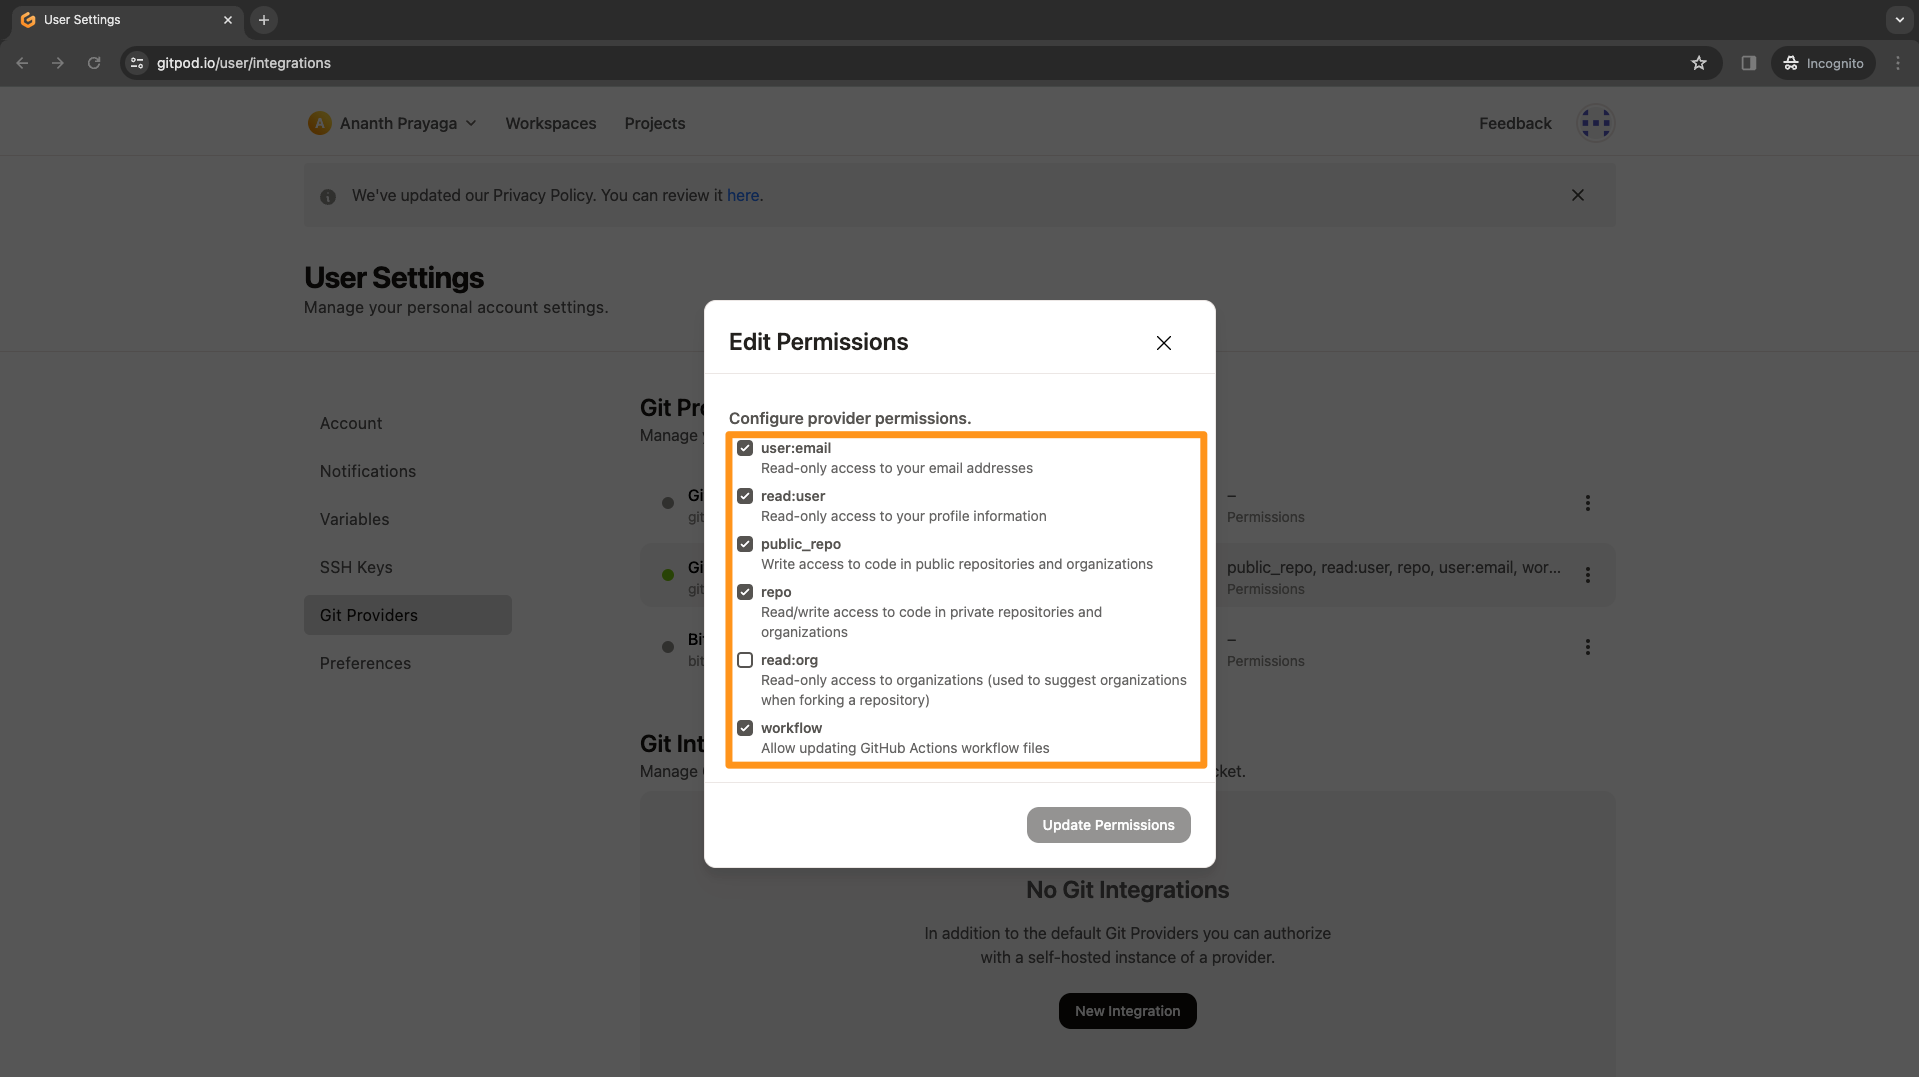 User Settings
gitpod.io/user/integrations
Incognito
A Ananth Prayaga
Workspaces
Projects
Feedback
We've updated our Privacy Policy. You can review it here.
User Settings
Manage your personal account settings.
Account
Notifications
Variables
SSH Keys
Git Providers
Preferences
Git Pr
Manage
Gi
git
–
Permissions
Gi
git
public_repo, read:user, repo, user:email, wor...
Permissions
Bi
bit
–
Permissions
Git Int
Manage
cket.
Edit Permissions
Configure provider permissions.
user:email
Read-only access to your email addresses
read:user
Read-only access to your profile information
public_repo
Write access to code in public repositories and organizations
repo
Read/write access to code in private repositories and
organizations
read:org
Read-only access to organizations (used to suggest organizations
when forking a repository)
workflow
Allow updating GitHub Actions workflow files
Update Permissions
No Git Integrations
In addition to the default Git Providers you can authorize
with a self-hosted instance of a provider.
New Integration